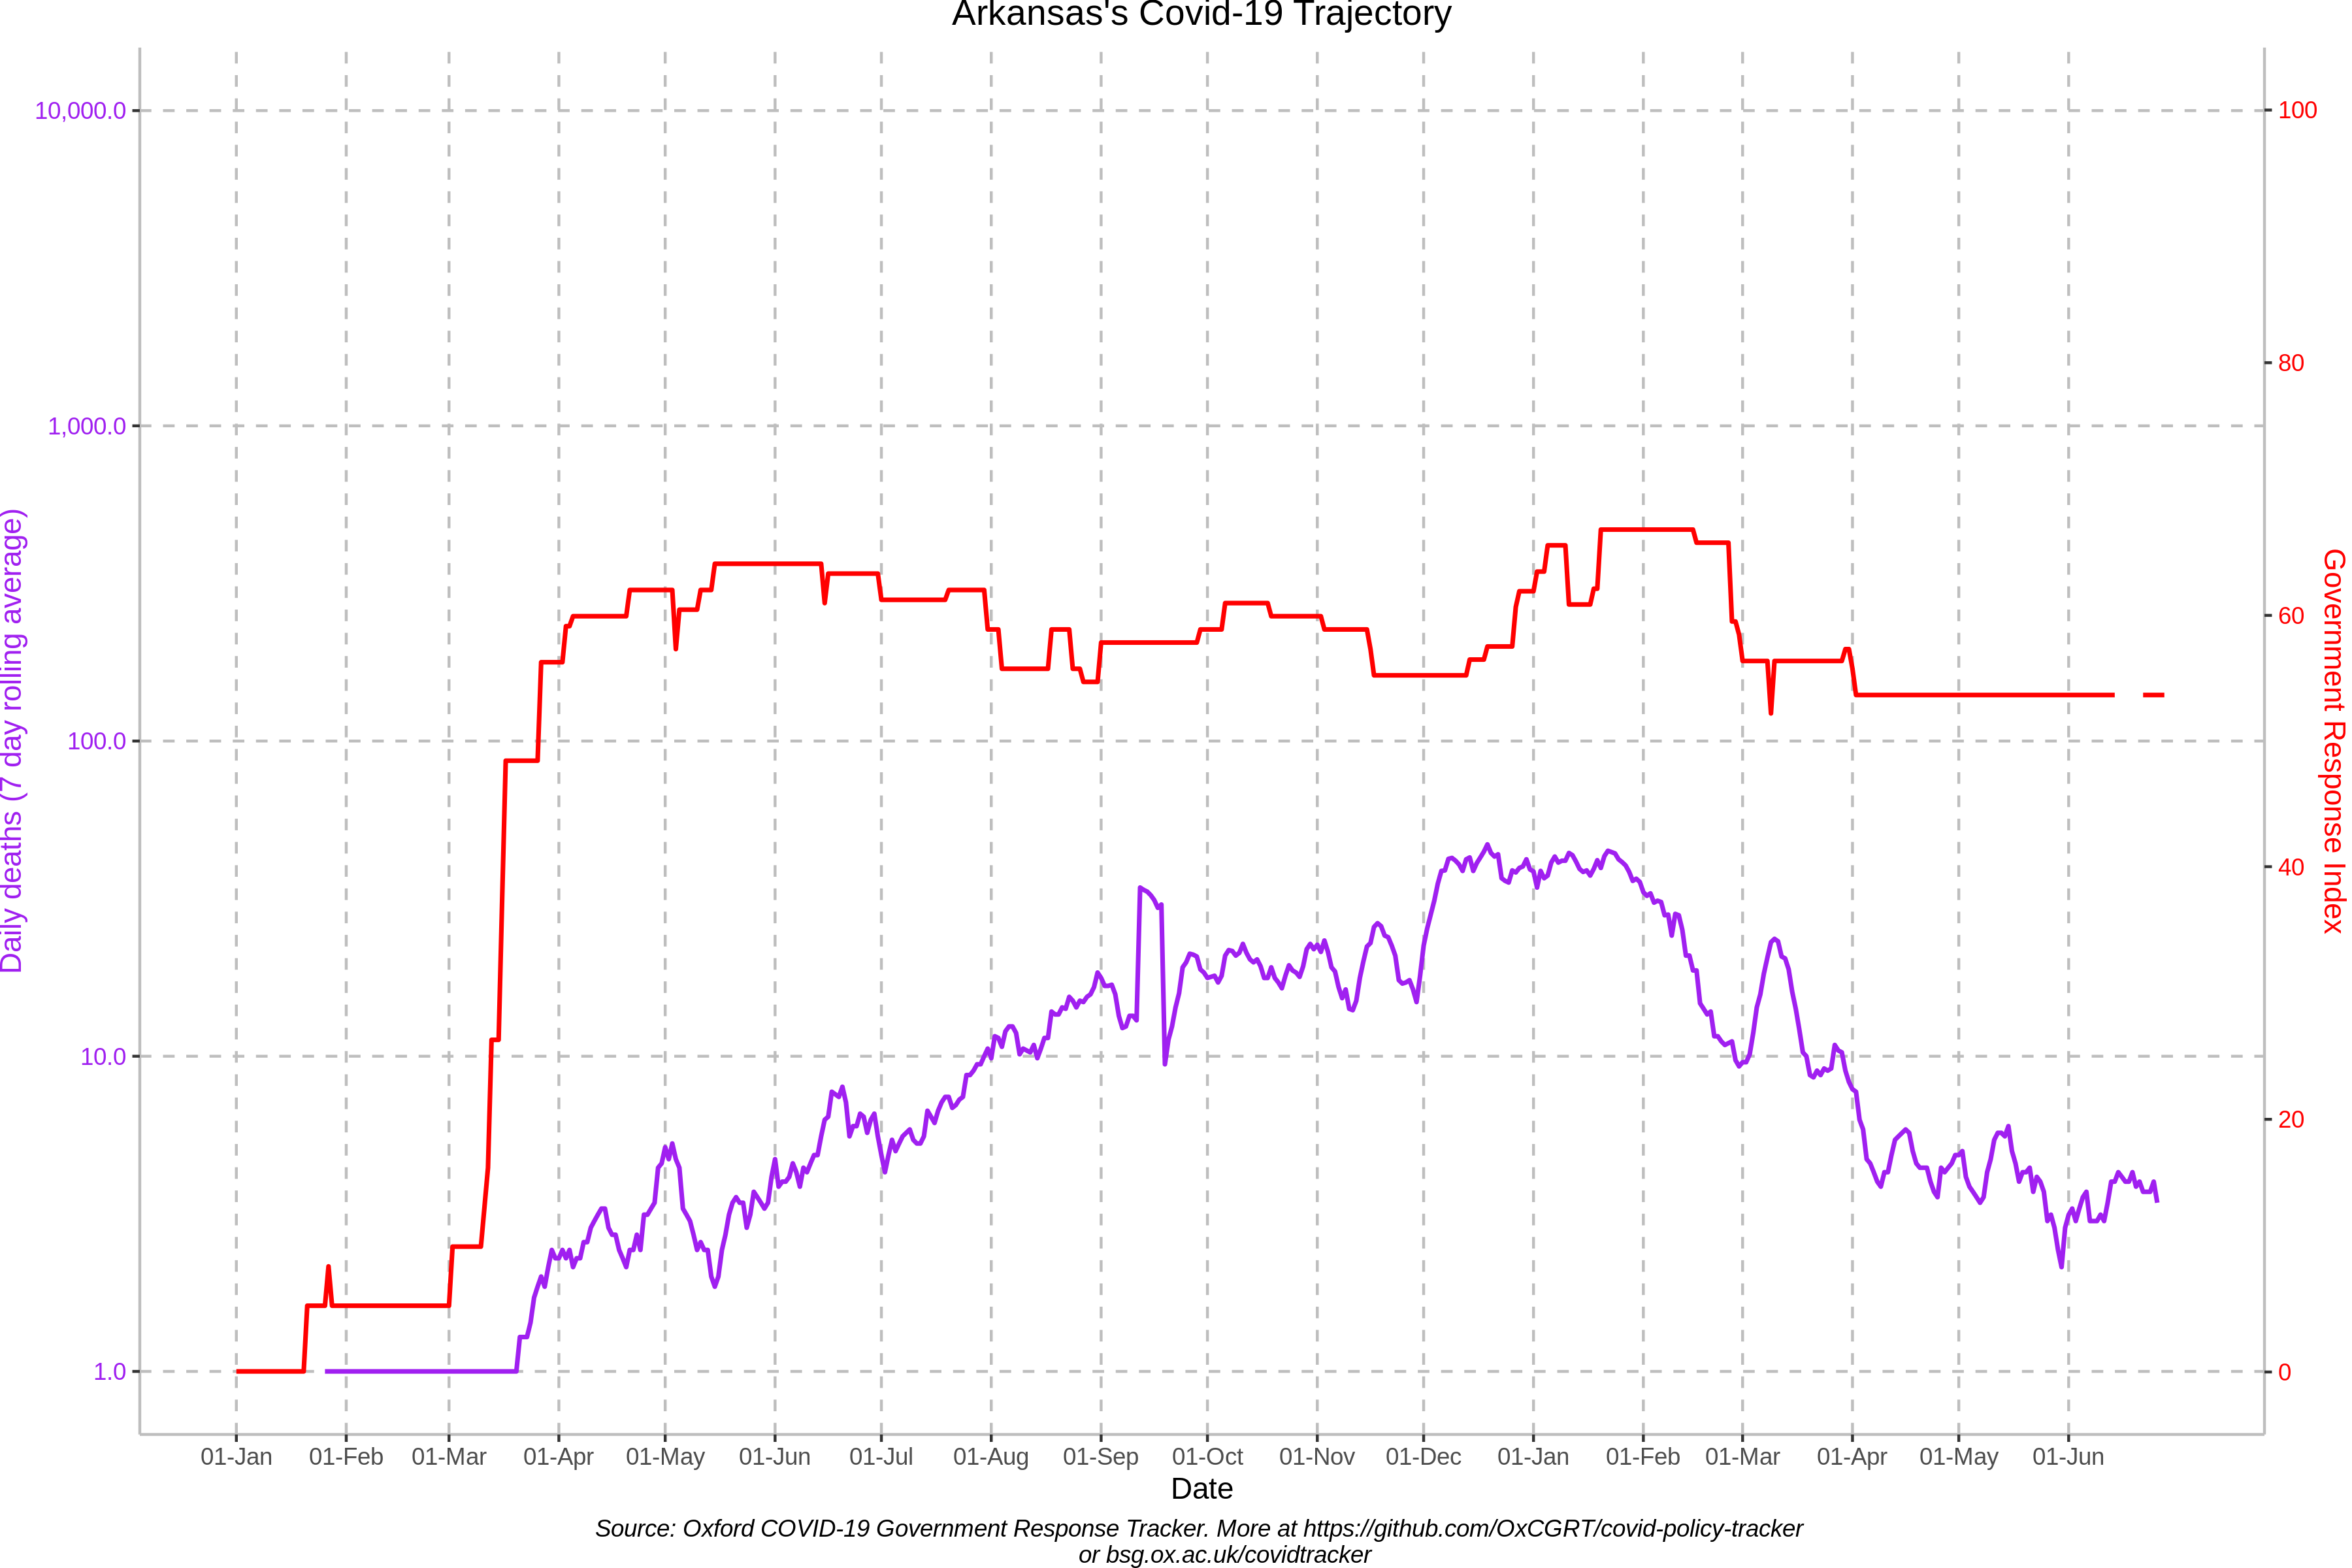 Arkansas's Covid-19 Trajectory
10,000.0
1,000.0
100.0
10.0
1.0
Daily deaths (7 day rolling average)
100
80
60
40
20
0
Government Response Index
01-Jan 01-Feb 01-Mar 01-Apr 01-May 01-Jun 01-Jul 01-Aug 01-Sep 01-Oct 01-Nov 01-Dec 01-Jan 01-Feb 01-Mar 01-Apr 01-May 01-Jun
Date
Source: Oxford COVID-19 Government Response Tracker. More at https://github.com/OxCGRT/covid-policy-tracker
or bsg.ox.ac.uk/covidtracker